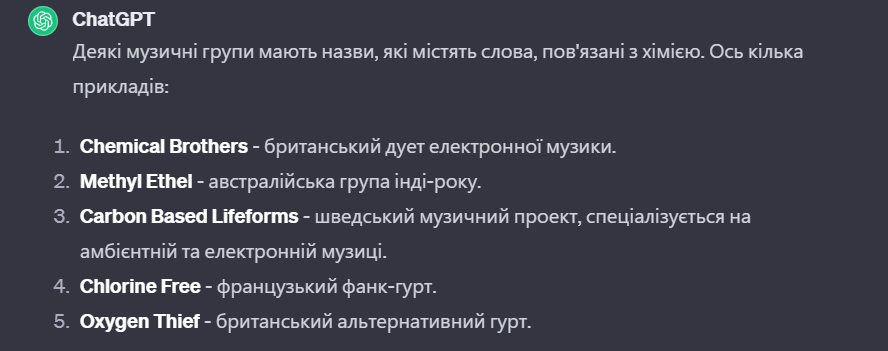 ChatGPT
Деякі музичні групи мають назви, які містять слова, пов'язані з хімією. Ось кілька
прикладів:
1. Chemical Brothers - британський дует електронної музики.
2. Methyl Ethel - австралійська група інді-року.
3. Carbon Based Lifeforms - шведський музичний проект, спеціалізується на
амбієнтній та електронній музиці.
4. Chlorine Free - французький фанк-гурт.
5. Oxygen Thief - британський альтернативний гурт.